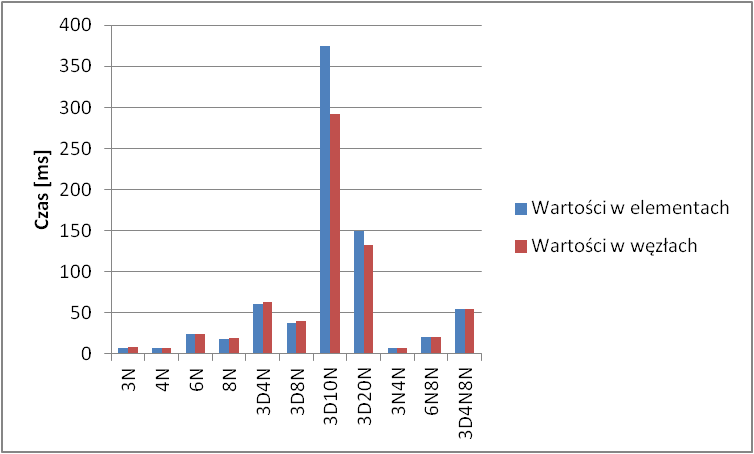 400
350
300
250
200
150
100
50
0
Czas [ms]
3N
4N
6N
8N
3D4N
3D8N
3D10N
3D20N
3N4N
6N8N
3D4N8N
Wartości w elementach
Wartości w węzłach